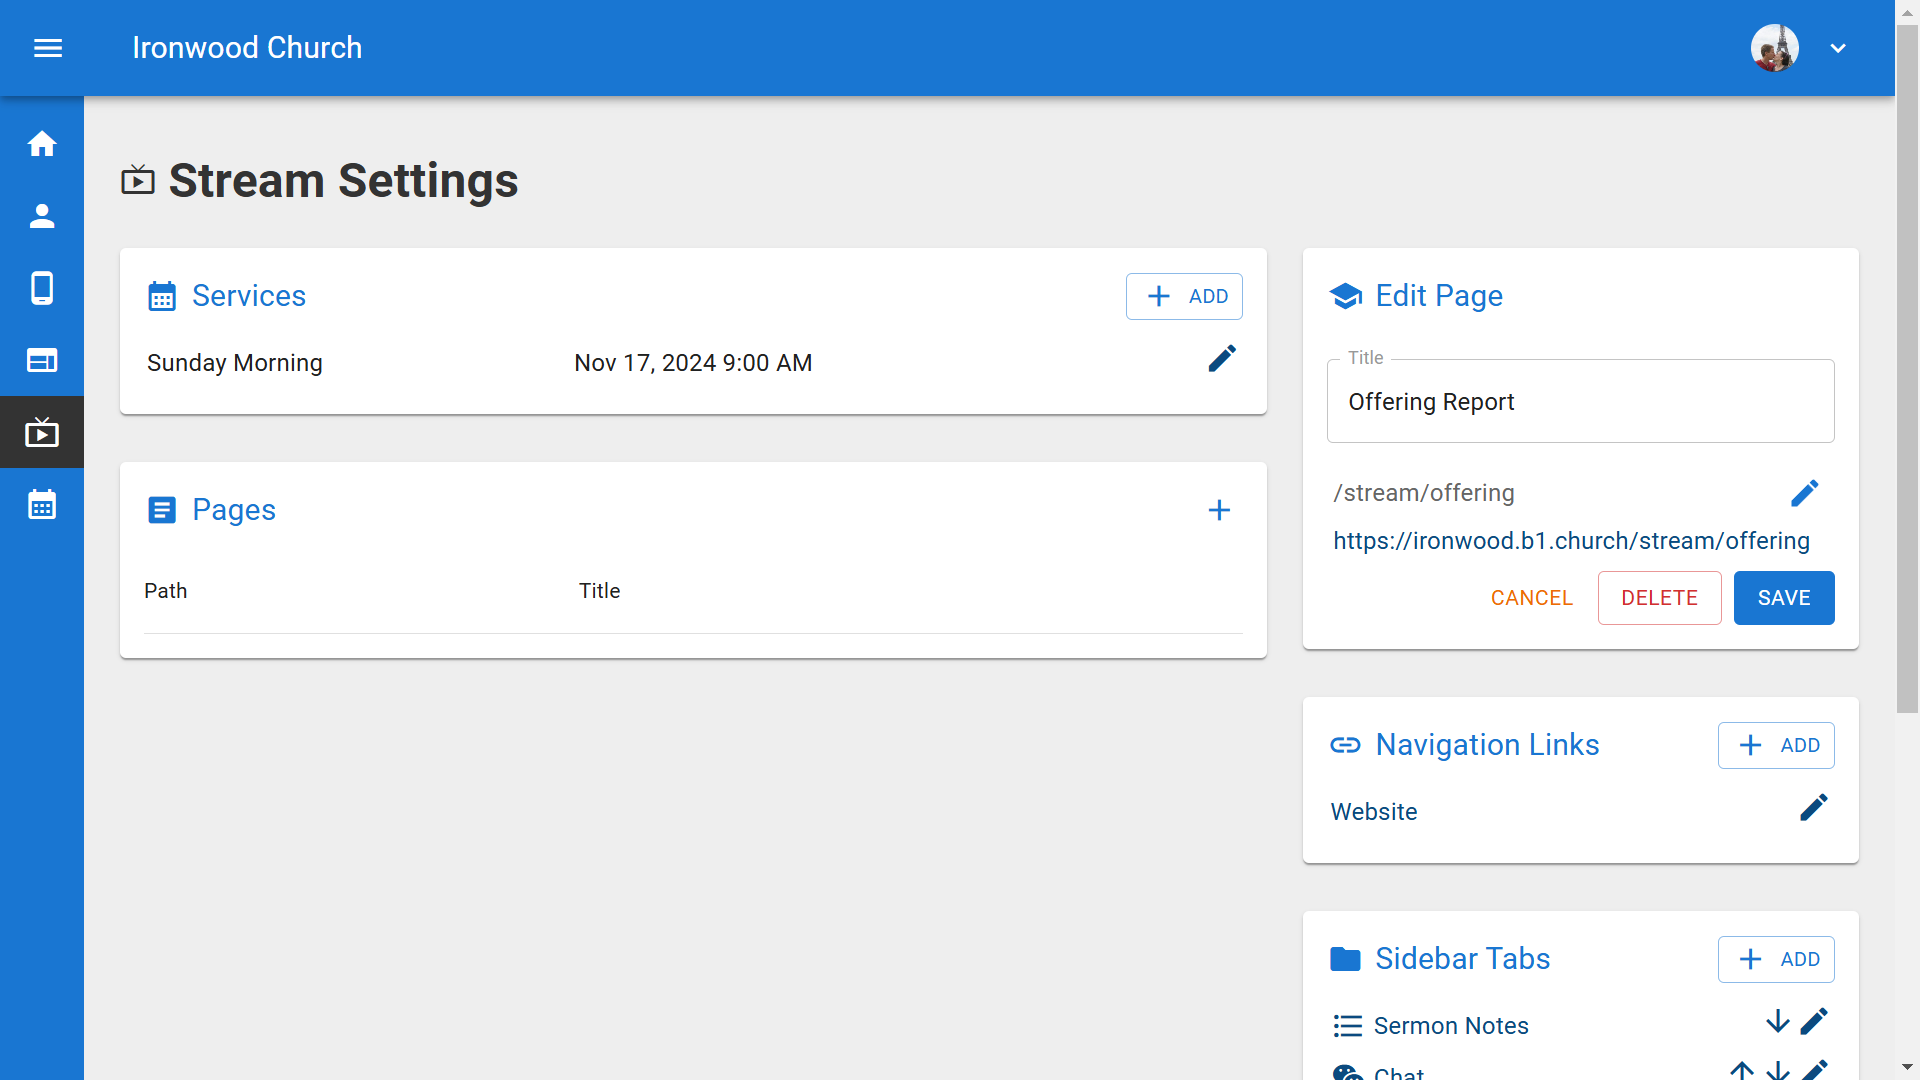 Ironwood Church
Stream Settings
Services
ADD
Sunday Morning
Nov 17, 2024 9:00 AM
Pages
Path
Title
Edit Page
Title
Offering Report
/stream/offering
https://ironwood.b1.church/stream/offering
CANCEL
DELETE
SAVE
Navigation Links
ADD
Website
Sidebar Tabs
ADD
Sermon Notes
Chat